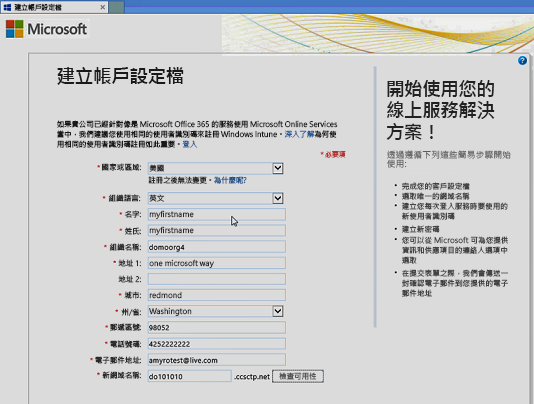 建立帳戶設定檔
Microsoft
建立帳戶設定檔
如果貴公司已經針對像是 Microsoft Office 365 的服務使用 Microsoft Online Services
當中，我們建議您使用相同的使用者識別碼來註冊 Windows Intune。深入了解為何使
用相同的使用者識別碼註冊如此重要。登入
*必要項
* 國家或區域: 美國
註冊之後無法變更。為什麼呢?
* 組織語言: 英文
* 名字: myfirstname
* 姓氏: myfirstname
* 組織名稱: domoorg4
* 地址 1: one microsoft way
地址 2:
* 城市: redmond
* 州/省: Washington
* 郵遞區號: 98052
* 電話號碼: 4252222222
* 電子郵件地址: amyrotest@live.com
* 新網域名稱: do101010 .ccsctp.net 檢查可用性
開始使用您的
線上服務解決
方案！
透過遵循下列這些簡易步驟開始
使用:
• 完成您的客戶設定檔
• 選取唯一的網域名稱
• 建立您每次登入服務時要使用的
新使用者識別碼
• 建立新密碼
• 您可以從 Microsoft 可為您提供
資訊和供應項目的連絡人選項中
選取
• 在提交表單之際，我們會傳送一
封確認電子郵件到您提供的電子
郵件地址